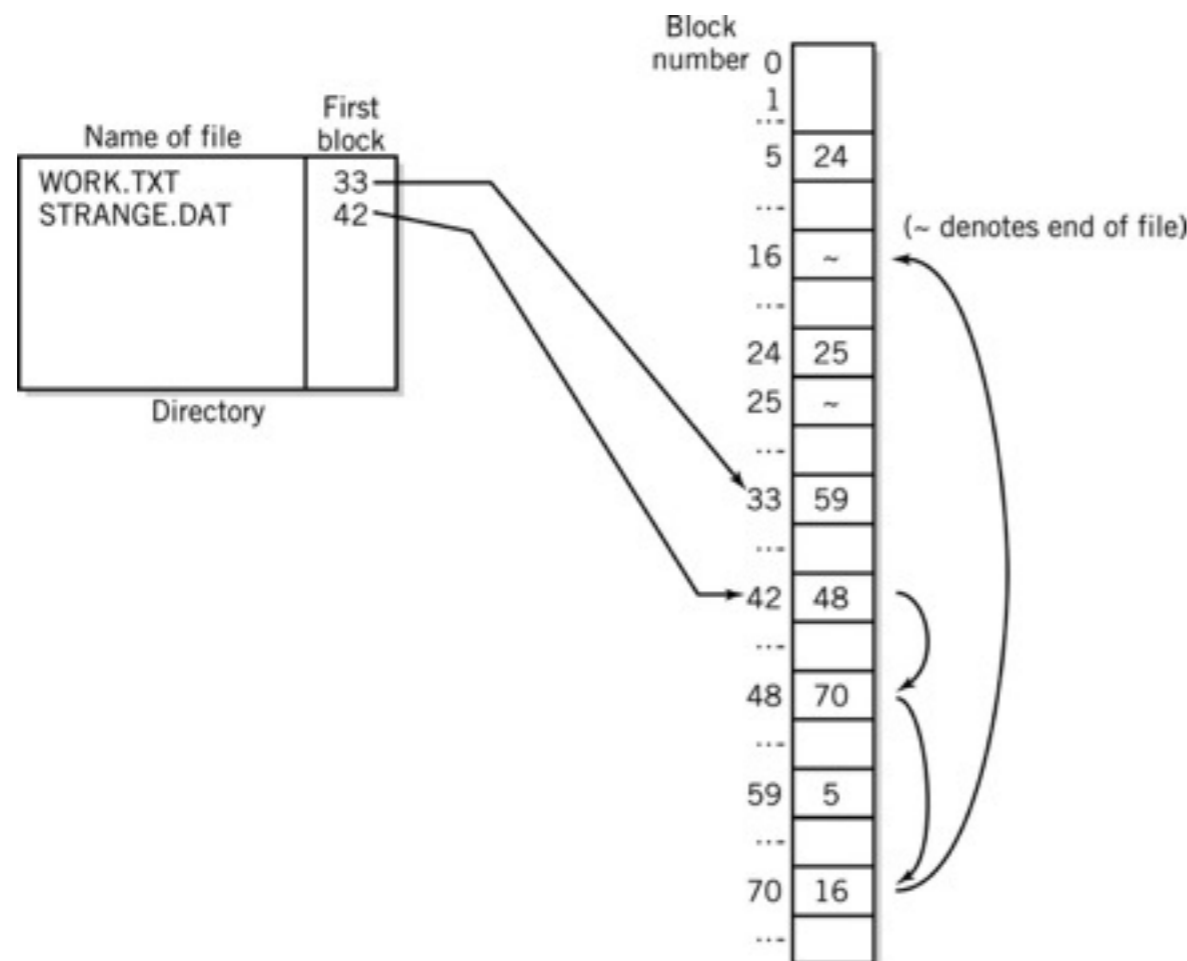 Block
number 0
1
...
First
Name of file block
WORK.TXT 33
STRANGE.DAT 42
Directory
5 24
...
(~ denotes end of file)
16 ~
...
24 25
25 ~
...
33 59
...
42 48
...
48 70
...
59 5
...
70 16
...